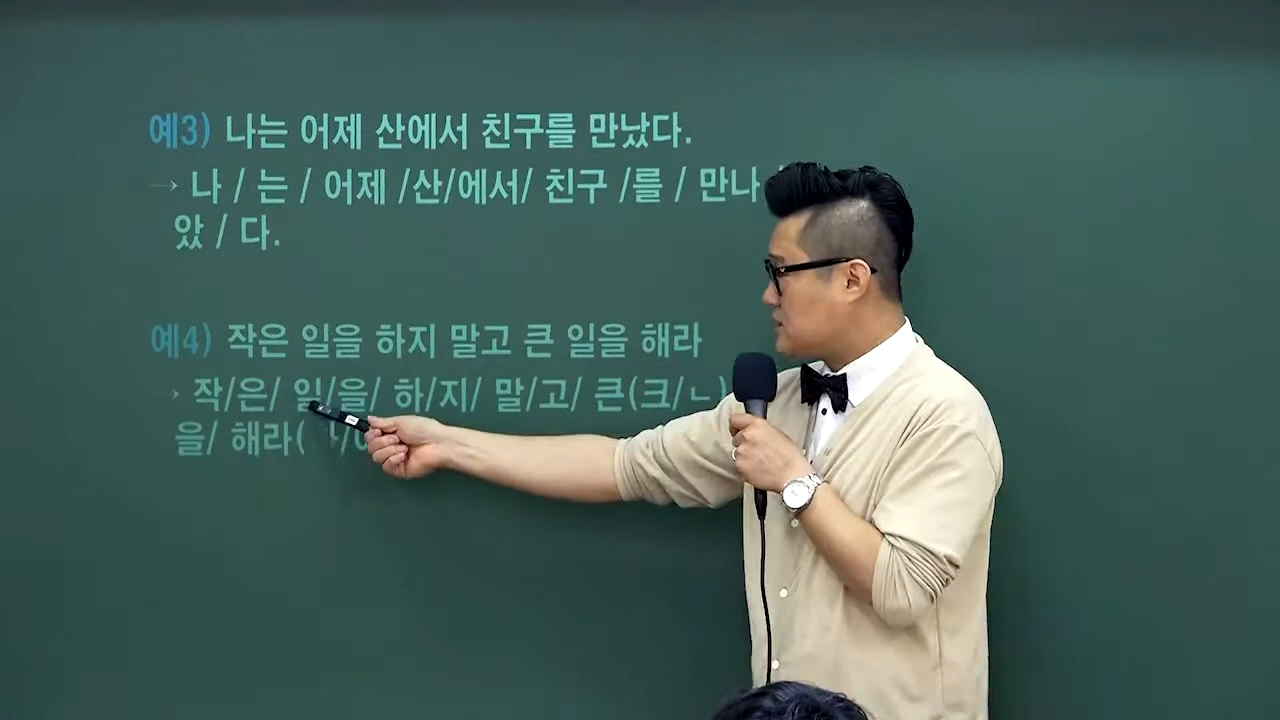 예3) 나는 어제 산에서 친구를 만났다.
→ 나 / 는 / 어제 /산/에서/ 친구 /를 / 만나
았 / 다.
예4) 작은 일을 하지 말고 큰 일을 해라
→ 작/은/ 일/을/ 하/지/ 말/고/ 큰(크/ㄴ)
을/ 해라(